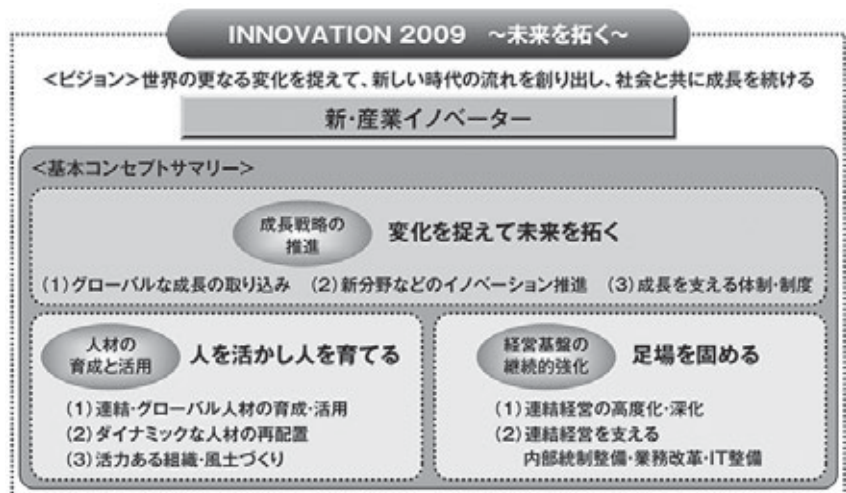 INNOVATION 2009 ～未来を拓く～
＜ビジョン＞世界の更なる変化を捉えて、新しい時代の流れを創り出し、社会と共に成長を続ける
新・産業イノベーター
＜基本コンセプトサマリー＞
成長戦略の
推進
変化を捉えて未来を拓く
(1)グローバルな成長の取り込み (2)新分野などのイノベーション推進 (3)成長を支える体制・制度
人材の
育成と活用
人を活かし人を育てる
(1)連結・グローバル人材の育成・活用
(2)ダイナミックな人材の再配置
(3)活力ある組織・風土づくり
経営基盤の
継続的強化
足場を固める
(1)連結経営の高度化・深化
(2)連結経営を支える
内部統制整備・業務改革・IT整備